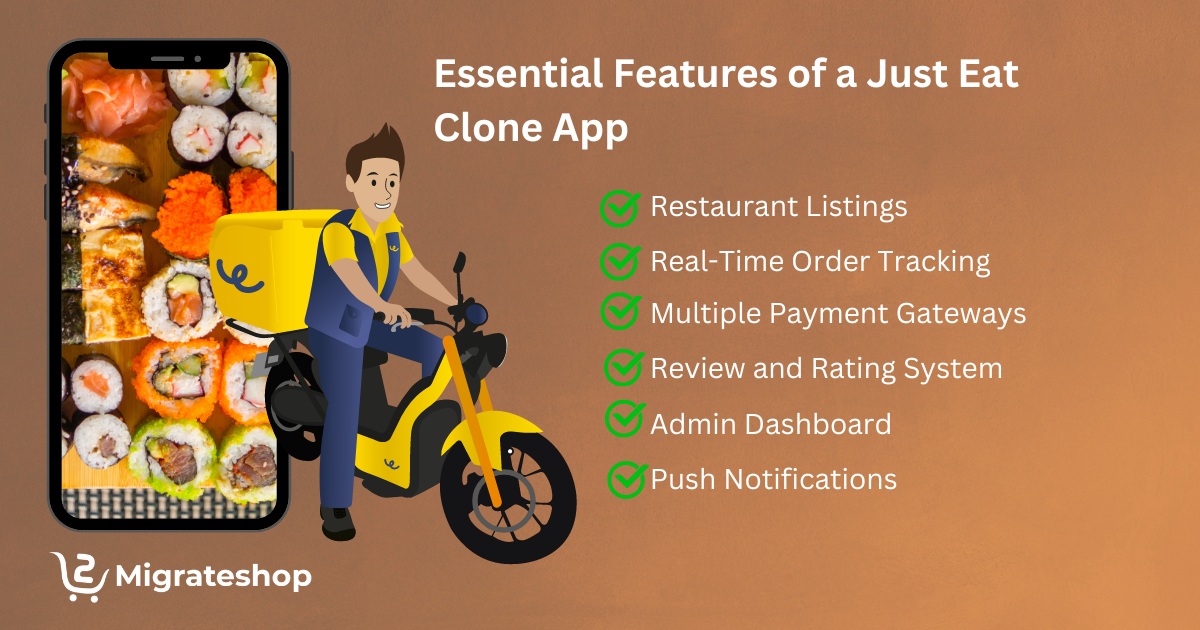 Essential Features of a Just Eat
Clone App
Restaurant Listings
Real-Time Order Tracking
Multiple Payment Gateways
Review and Rating System
Admin Dashboard
Push Notifications
Migrateshop